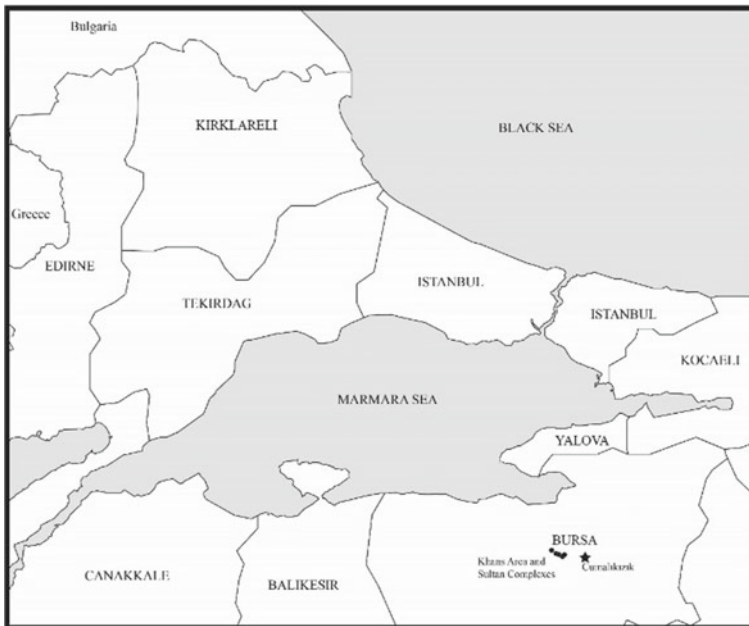 Bulgaria
KIRKLARELI
BLACK SEA
Greece
EDIRNE
ISTANBUL
TEKIRDAG
ISTANBUL
KOCAELI
MARMARA SEA
YALOVA
BURSA
Khans Area and
Sultan Complexes
Cumalıkızık
CANAKKALE
BALIKESIR